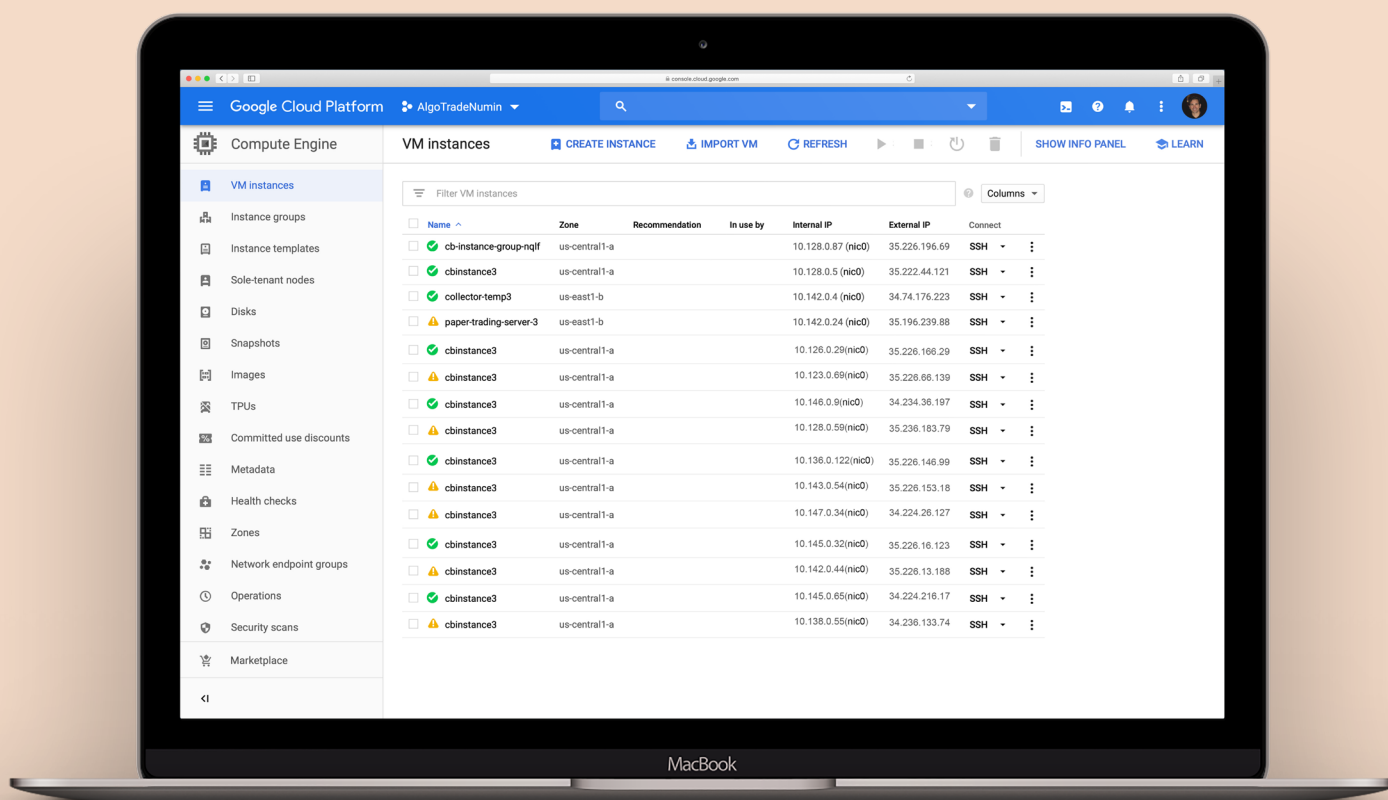 console.cloud.google.com
Google Cloud Platform AlgoTradeNumin
Compute Engine
VM instances CREATE INSTANCE IMPORT VM REFRESH SHOW INFO PANEL LEARN
VM instances
Instance groups
Instance templates
Sole-tenant nodes
Disks
Snapshots
Images
TPUs
Committed use discounts
Metadata
Health checks
Zones
Network endpoint groups
Operations
Security scans
Marketplace
Filter VM instances Columns
Name Zone Recommendation In use by Internal IP External IP Connect
cb-instance-group-nqlf us-central1-a 10.128.0.87 (nic0) 35.226.196.69 SSH
cbinstance3 us-central1-a 10.128.0.5 (nic0) 35.222.44.121 SSH
collector-temp3 us-east1-b 10.142.0.4 (nic0) 34.74.176.223 SSH
paper-trading-server-3 us-east1-b 10.142.0.24 (nic0) 35.196.239.88 SSH
cbinstance3 us-central1-a 10.126.0.29(nic0) 35.226.166.29 SSH
cbinstance3 us-central1-a 10.123.0.69(nic0) 35.226.66.139 SSH
cbinstance3 us-central1-a 10.146.0.9(nic0) 34.234.36.197 SSH
cbinstance3 us-central1-a 10.128.0.59(nic0) 35.236.183.79 SSH
cbinstance3 us-central1-a 10.136.0.122(nic0) 35.226.146.99 SSH
cbinstance3 us-central1-a 10.143.0.54(nic0) 35.226.153.18 SSH
cbinstance3 us-central1-a 10.147.0.34(nic0) 34.224.26.127 SSH
cbinstance3 us-central1-a 10.145.0.32(nic0) 35.226.16.123 SSH
cbinstance3 us-central1-a 10.142.0.44(nic0) 35.226.13.188 SSH
cbinstance3 us-central1-a 10.145.0.65(nic0) 34.224.216.17 SSH
cbinstance3 us-central1-a 10.138.0.55(nic0) 34.236.133.74 SSH
MacBook